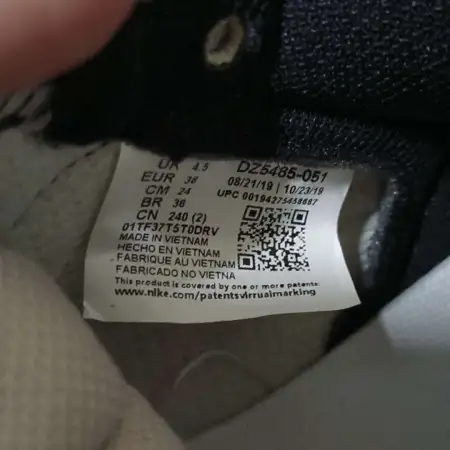 UK 4.5 DZ5485-051
EUR 38 08/21/19 | 10/23/19
CM 24 UPC 00194275458687
BR 36
CN 240 (2)
01TF37T5T0DRV
MADE IN VIETNAM
HECHO EN VIETNAM
FABRIQUE AU VIETNAM
FABRICADO NO VIETNA
This product is covered by one or more patents.
www.nike.com/patentsvirruaimarking